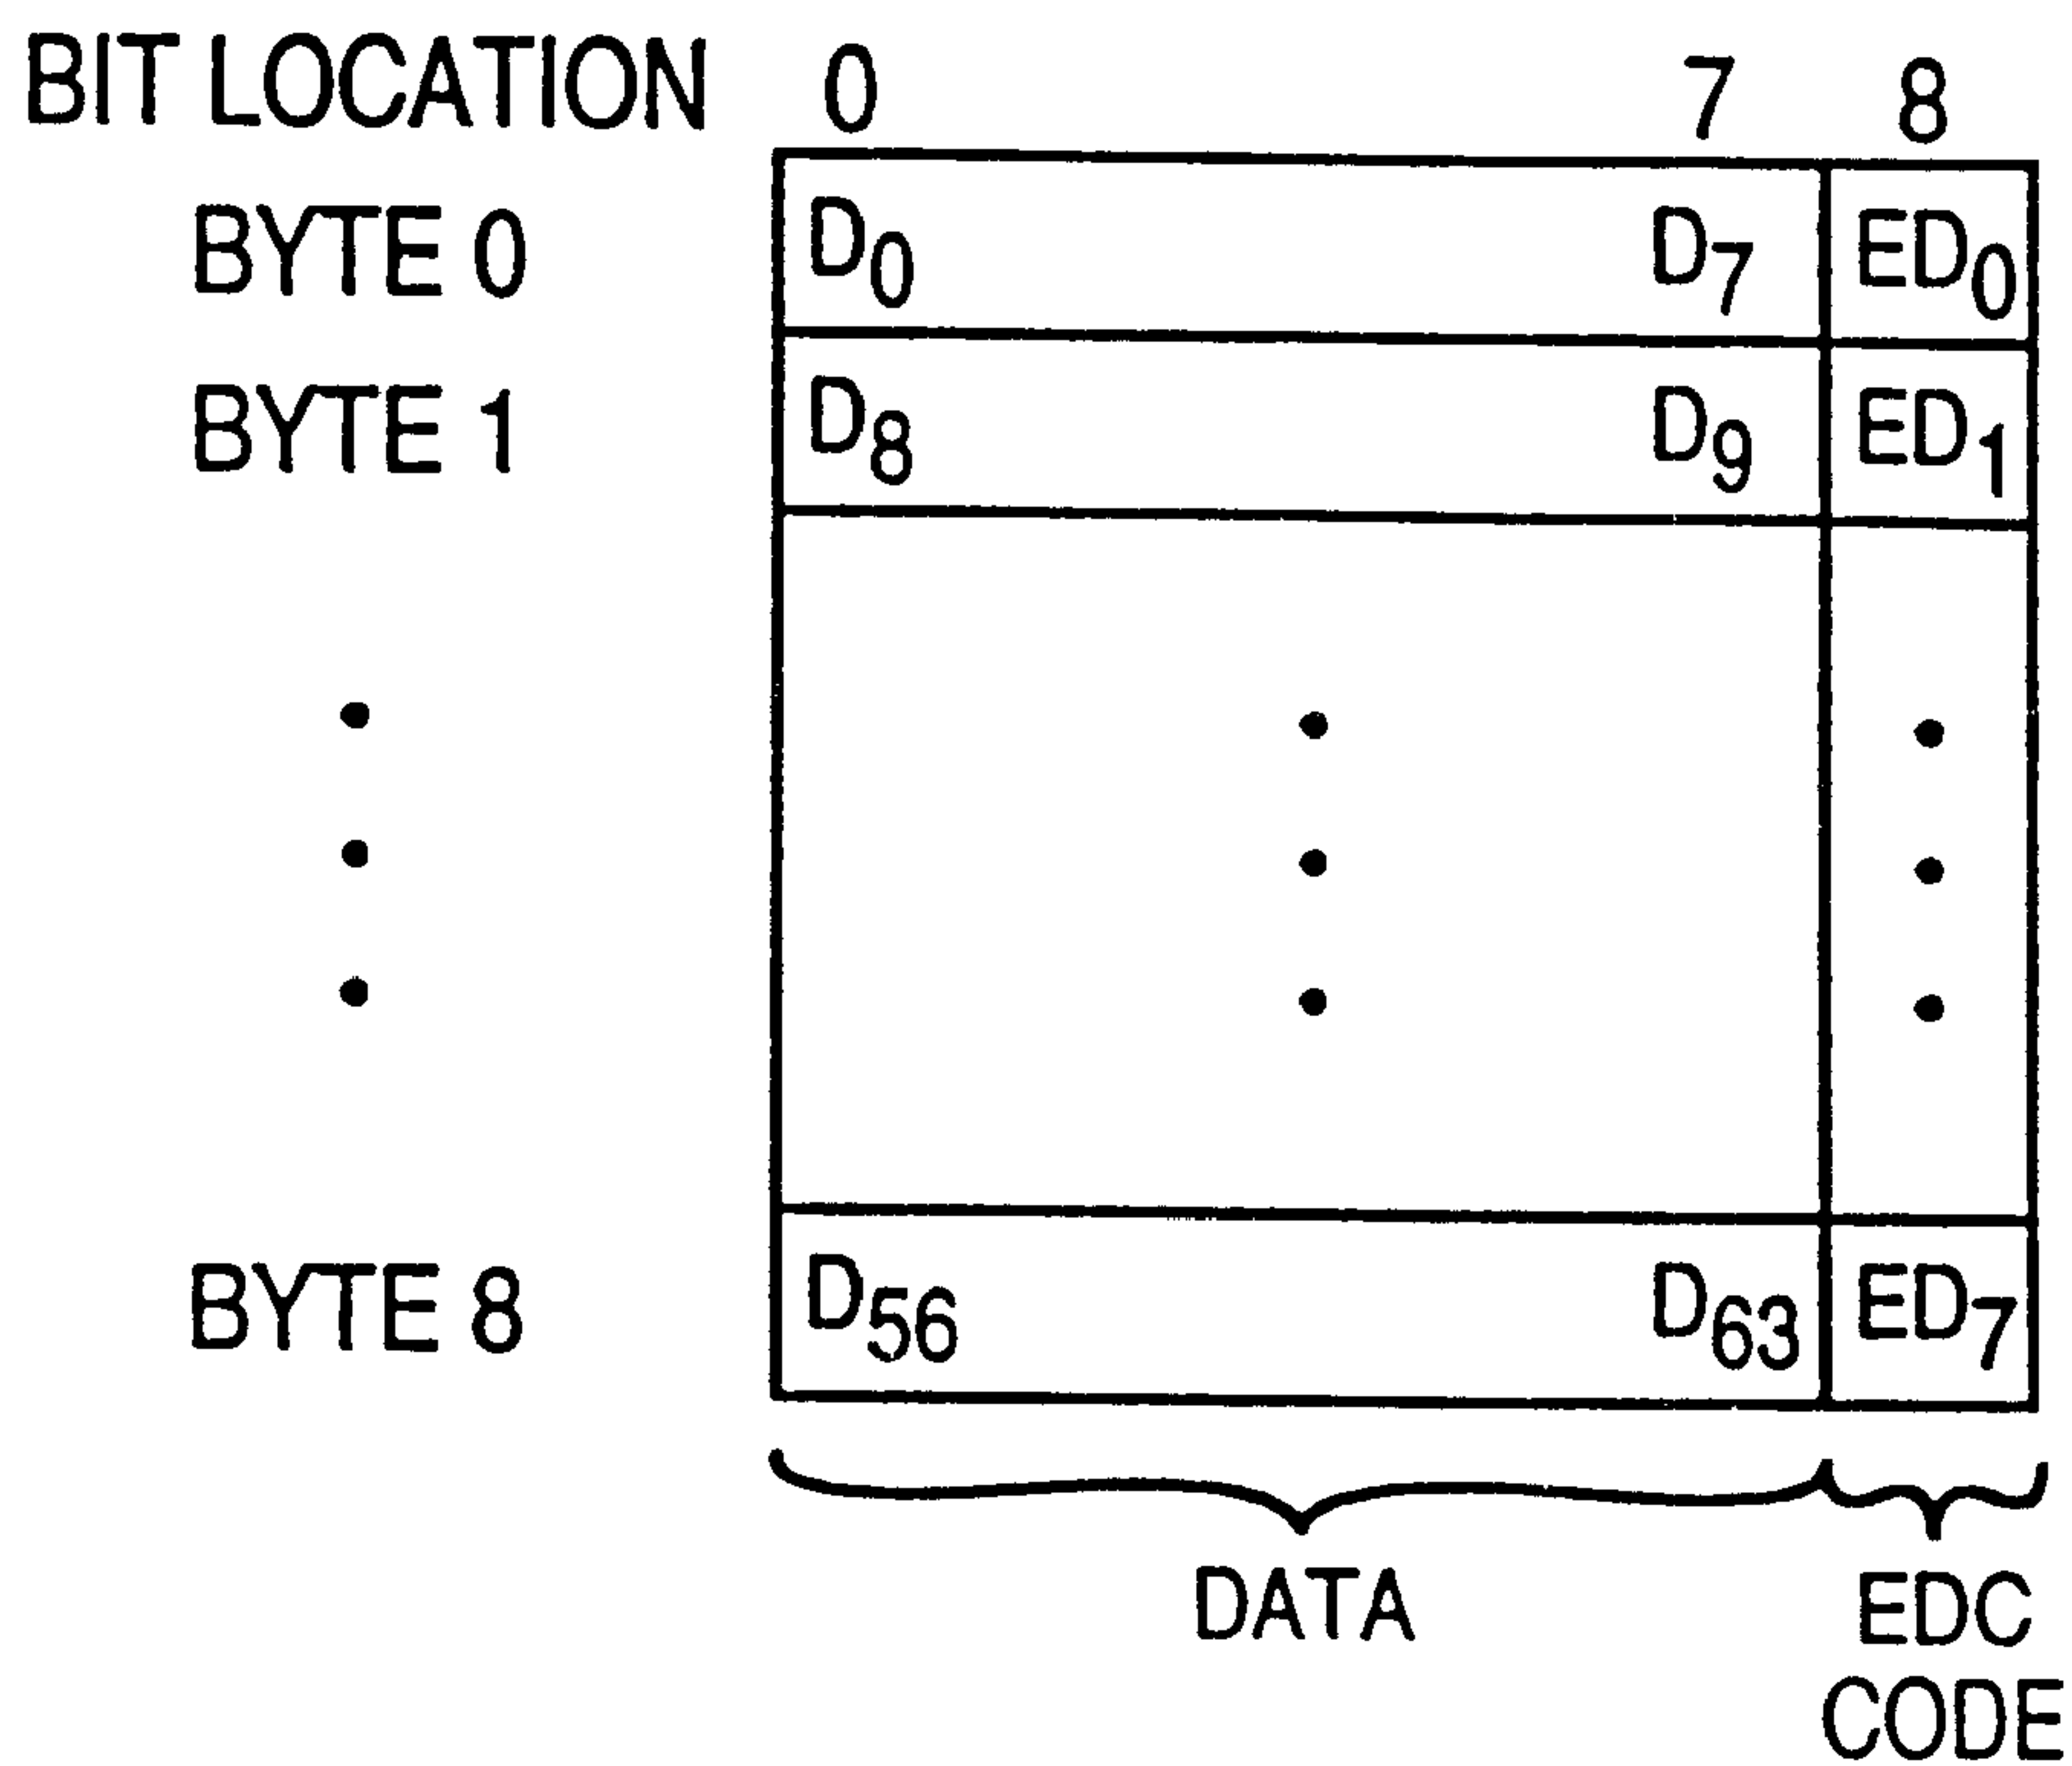 BIT LOCATION 0 7 8
BYTE 0 D0 D7 ED0
BYTE 1 D8 D9 ED1
BYTE 8 D56 D63 ED7
DATA EDC
CODE